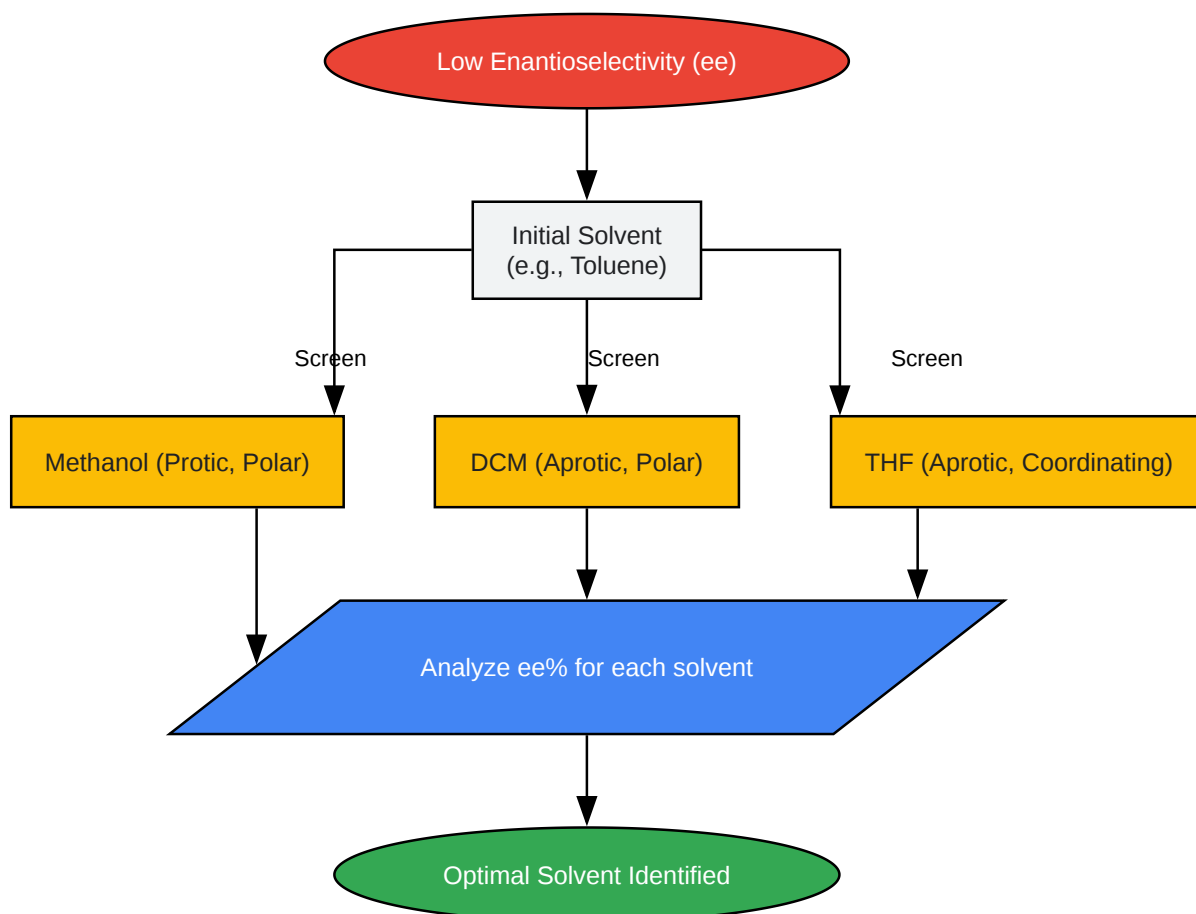 Low Enantioselectivity (ee)
Initial Solvent
(e.g., Toluene)
Screen
Screen
Screen
Methanol (Protic, Polar)
DCM (Aprotic, Polar)
THF (Aprotic, Coordinating)
Analyze ee% for each solvent
Optimal Solvent Identified